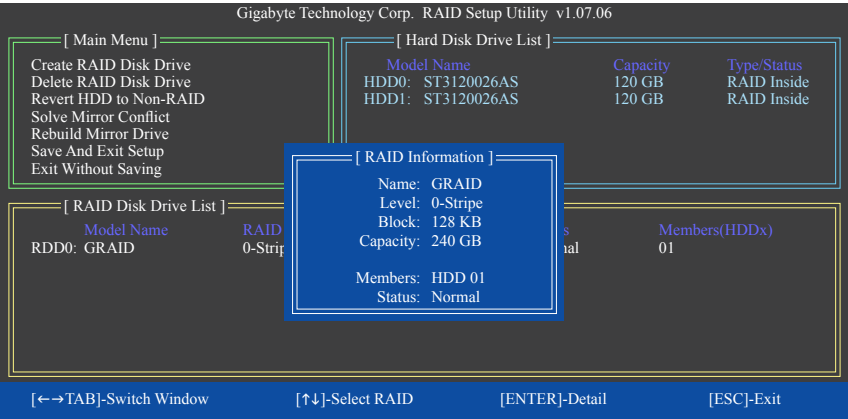 Gigabyte Technology Corp. RAID Setup Utility v1.07.06
[ Main Menu ]
Create RAID Disk Drive
Delete RAID Disk Drive
Revert HDD to Non-RAID
Solve Mirror Conflict
Rebuild Mirror Drive
Save And Exit Setup
Exit Without Saving
[ Hard Disk Drive List ]
Model Name Capacity Type/Status
HDD0: ST3120026AS 120 GB RAID Inside
HDD1: ST3120026AS 120 GB RAID Inside
[ RAID Information ]
Name: GRAID
Level: 0-Stripe
Block: 128 KB
Capacity: 240 GB
Members: HDD 01
Status: Normal
[ RAID Disk Drive List ]
Model Name RAID Members(HDDx)
RDD0: GRAID 01
[←→TAB]-Switch Window [↑↓]-Select RAID [ENTER]-Detail [ESC]-Exit